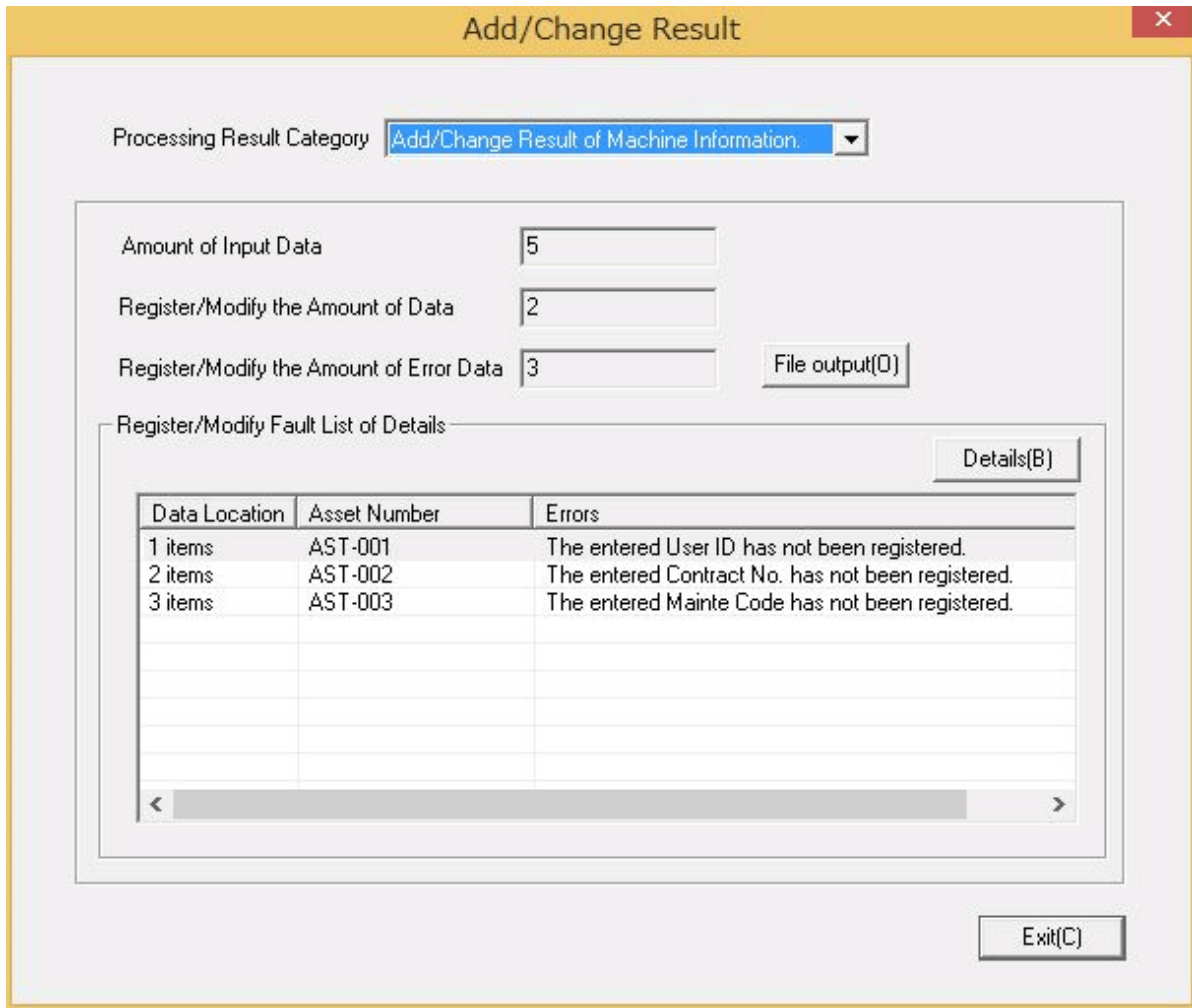 Add/Change Result
Processing Result Category Add/Change Result of Machine Information.
Amount of Input Data 5
Register/Modify the Amount of Data 2
Register/Modify the Amount of Error Data 3 File output(O)
Register/Modify Fault List of Details
Details(B)
Data Location Asset Number Errors
1 items AST-001 The entered User ID has not been registered.
2 items AST-002 The entered Contract No. has not been registered.
3 items AST-003 The entered Mainte Code has not been registered.
Exit(C)